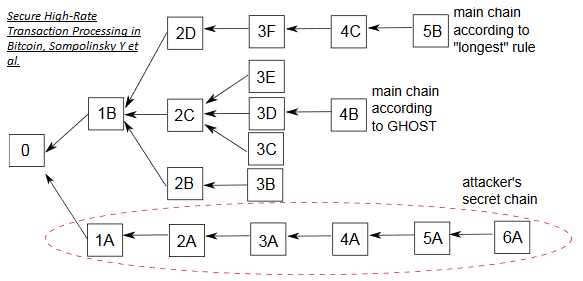 Secure High-Rate
Transaction Processing in
Bitcoin, Sompolinsky Y et
al.
main chain
according to
"longest" rule
2D
3F
4C
5B
3E
main chain
according
to GHOST
1B
2C
3D
4B
0
3C
2B
3B
attacker's
secret chain
1A
2A
3A
4A
5A
6A